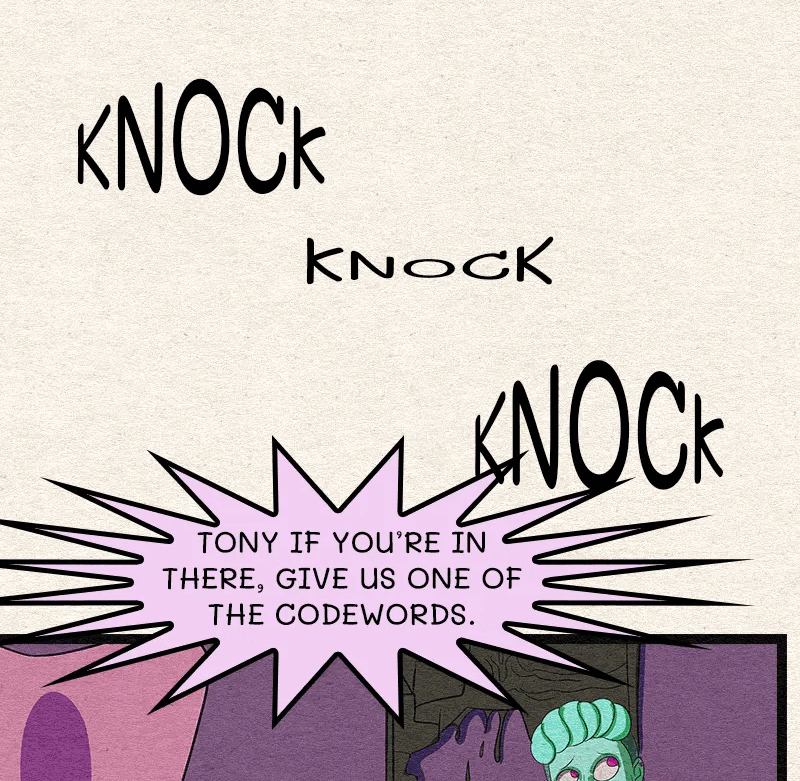 KNOCK
KNOCK
KNOCK
TONY IF YOU'RE IN
THERE, GIVE US ONE OF
THE CODEWORDS.